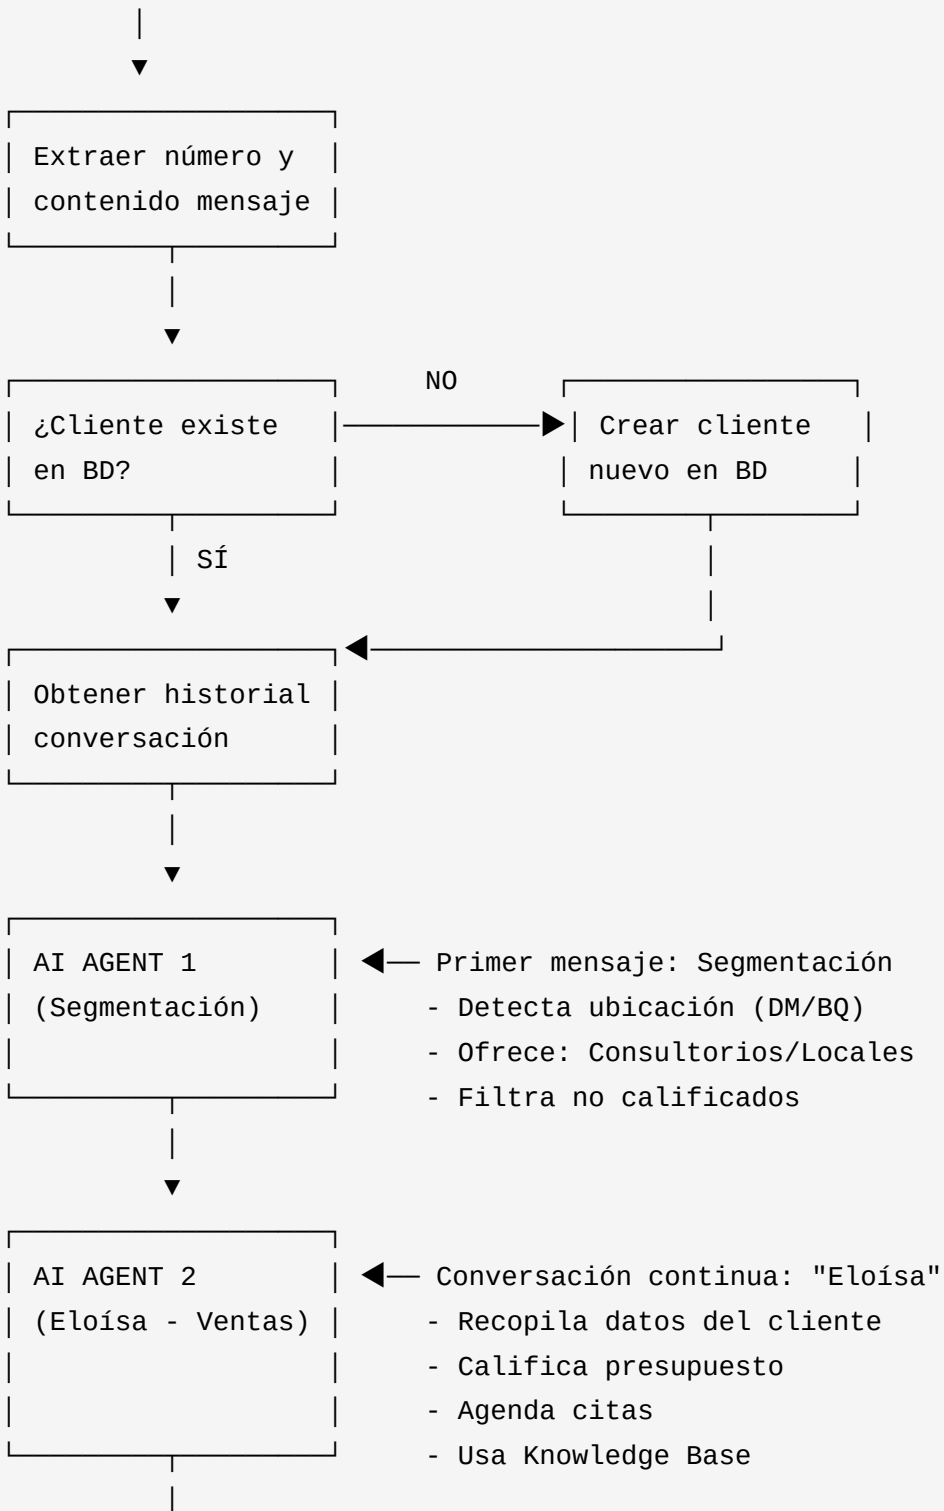 Extraer número y
contenido mensaje
NO
¿Cliente existe
en BD?
Crear cliente
nuevo en BD
SÍ
Obtener historial
conversación
AI AGENT 1
(Segmentación)
Primer mensaje: Segmentación
- Detecta ubicación (DM/BQ)
- Ofrece: Consultorios/Locales
- Filtra no calificados
AI AGENT 2
(Eloísa - Ventas)
Conversación continua: "Eloísa"
- Recopila datos del cliente
- Califica presupuesto
- Agenda citas
- Usa Knowledge Base